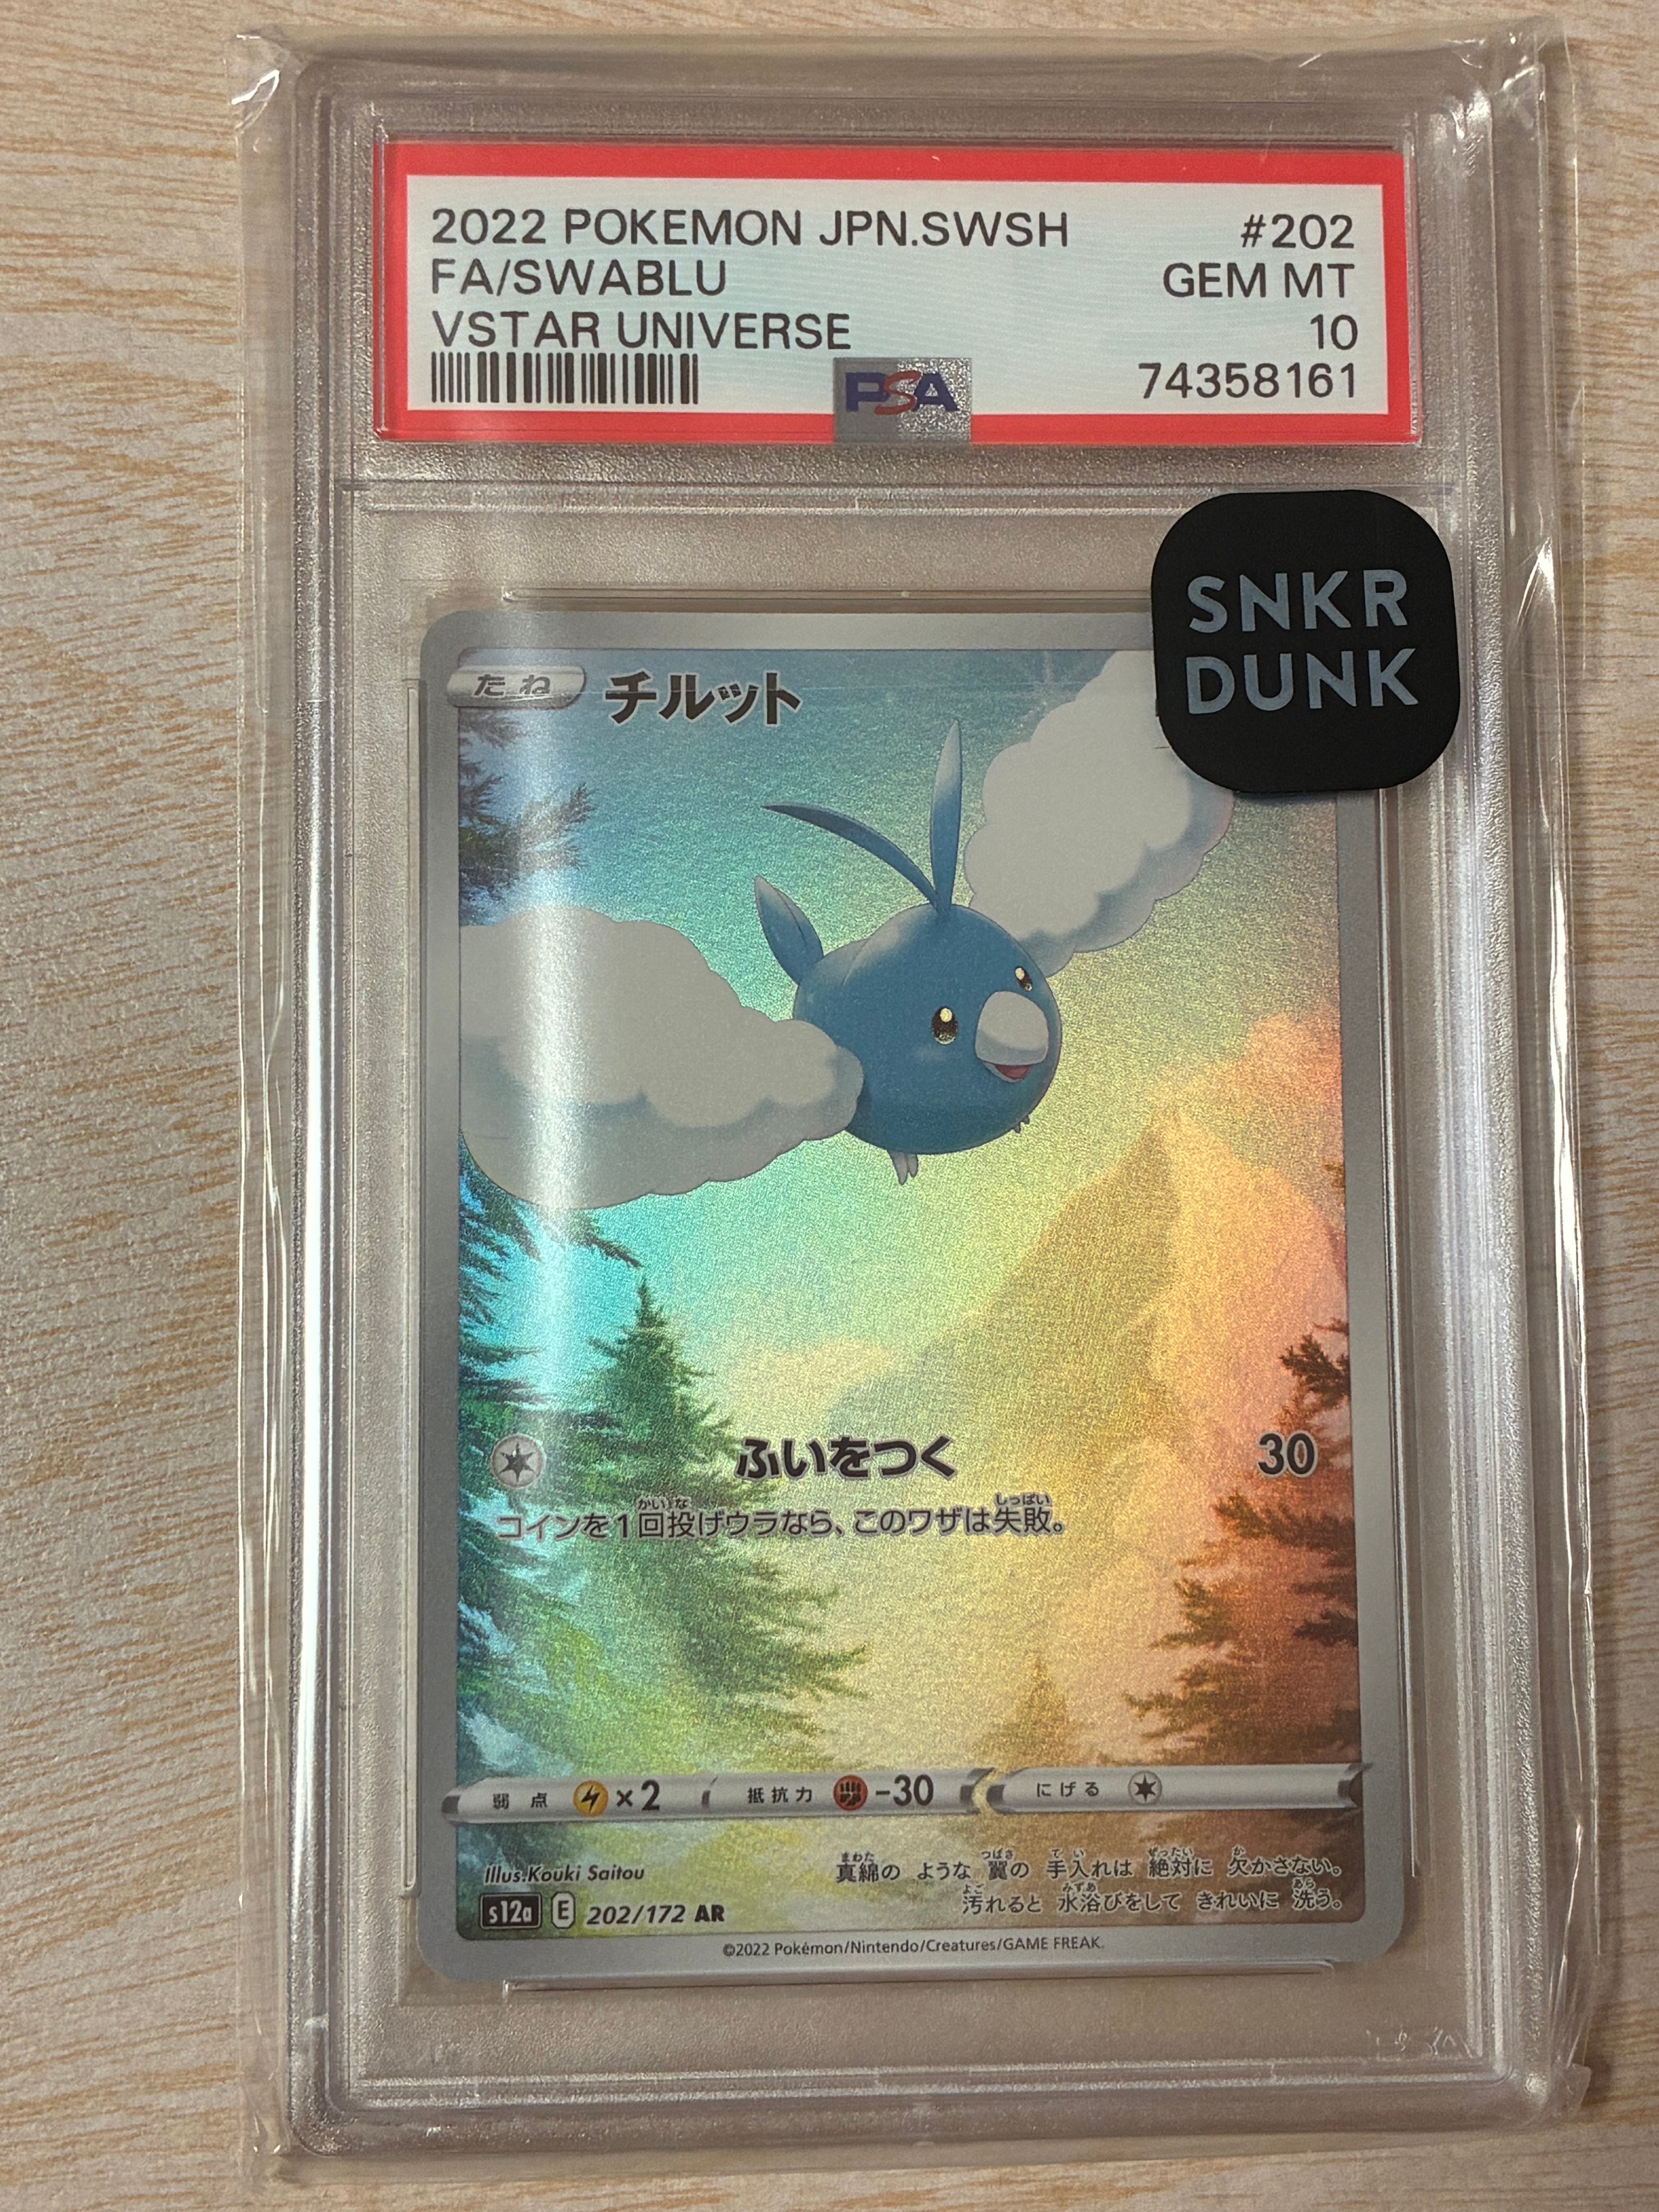 2022 POKEMON JPN.SWSH #202
FA/SWABLU GEM MT
VSTAR UNIVERSE 10
PSA 74358161
SNKR
DUNK
たね チルット
ふいをつく 30
コインを1回投げウラなら、このワザは失敗。
弱点 ×2 抵抗力 -30 にげる
Illus.Kouki Saitou
真綿の ような 翼の 手入れは 絶対に 欠かさない。
汚れると 水浴びをして きれいに 洗う。
s12a E 202/172 AR
©2022 Pokémon/Nintendo/Creatures/GAME FREAK.